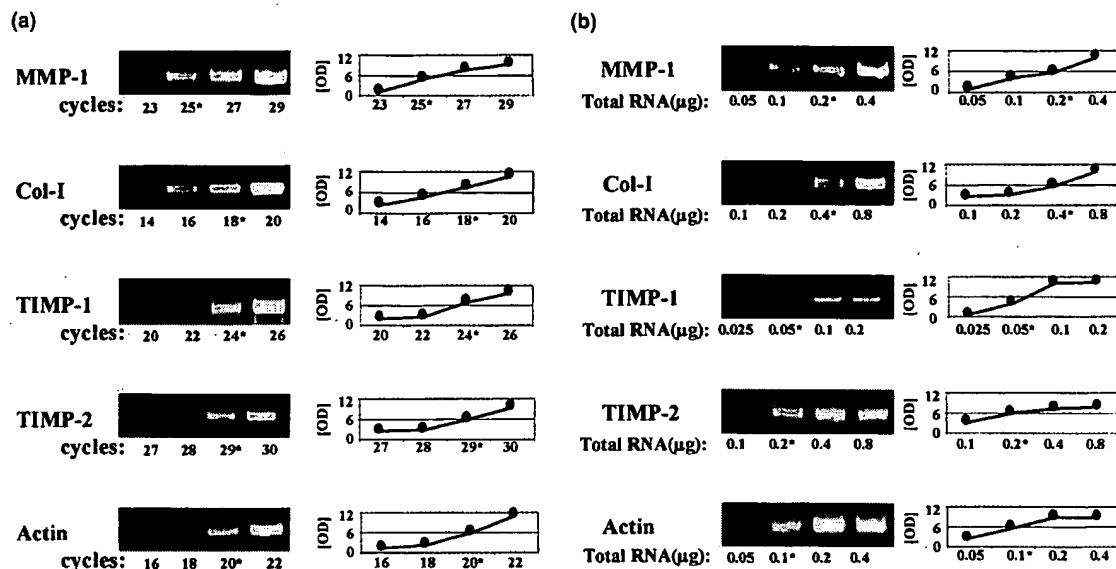 (a)
MMP-1
cycles: 23 25* 27 29
[OD]
12
6
0
23 25* 27 29
Col-I
cycles: 14 16 18* 20
[OD]
12
6
0
14 16 18* 20
TIMP-1
cycles: 20 22 24* 26
[OD]
12
6
0
20 22 24* 26
TIMP-2
cycles: 27 28 29* 30
[OD]
12
6
0
27 28 29* 30
Actin
cycles: 16 18 20* 22
[OD]
12
6
0
16 18 20* 22
(b)
MMP-1
Total RNA(µg): 0.05 0.1 0.2* 0.4
[OD]
12
6
0
0.05 0.1 0.2* 0.4
Col-I
Total RNA(µg): 0.1 0.2 0.4* 0.8
[OD]
12
6
0
0.1 0.2 0.4* 0.8
TIMP-1
Total RNA(µg): 0.025 0.05* 0.1 0.2
[OD]
12
6
0
0.025 0.05* 0.1 0.2
TIMP-2
Total RNA(µg): 0.1 0.2* 0.4 0.8
[OD]
12
6
0
0.1 0.2* 0.4 0.8
Actin
Total RNA(µg): 0.05 0.1* 0.2 0.4
[OD]
12
6
0
0.05 0.1* 0.2 0.4